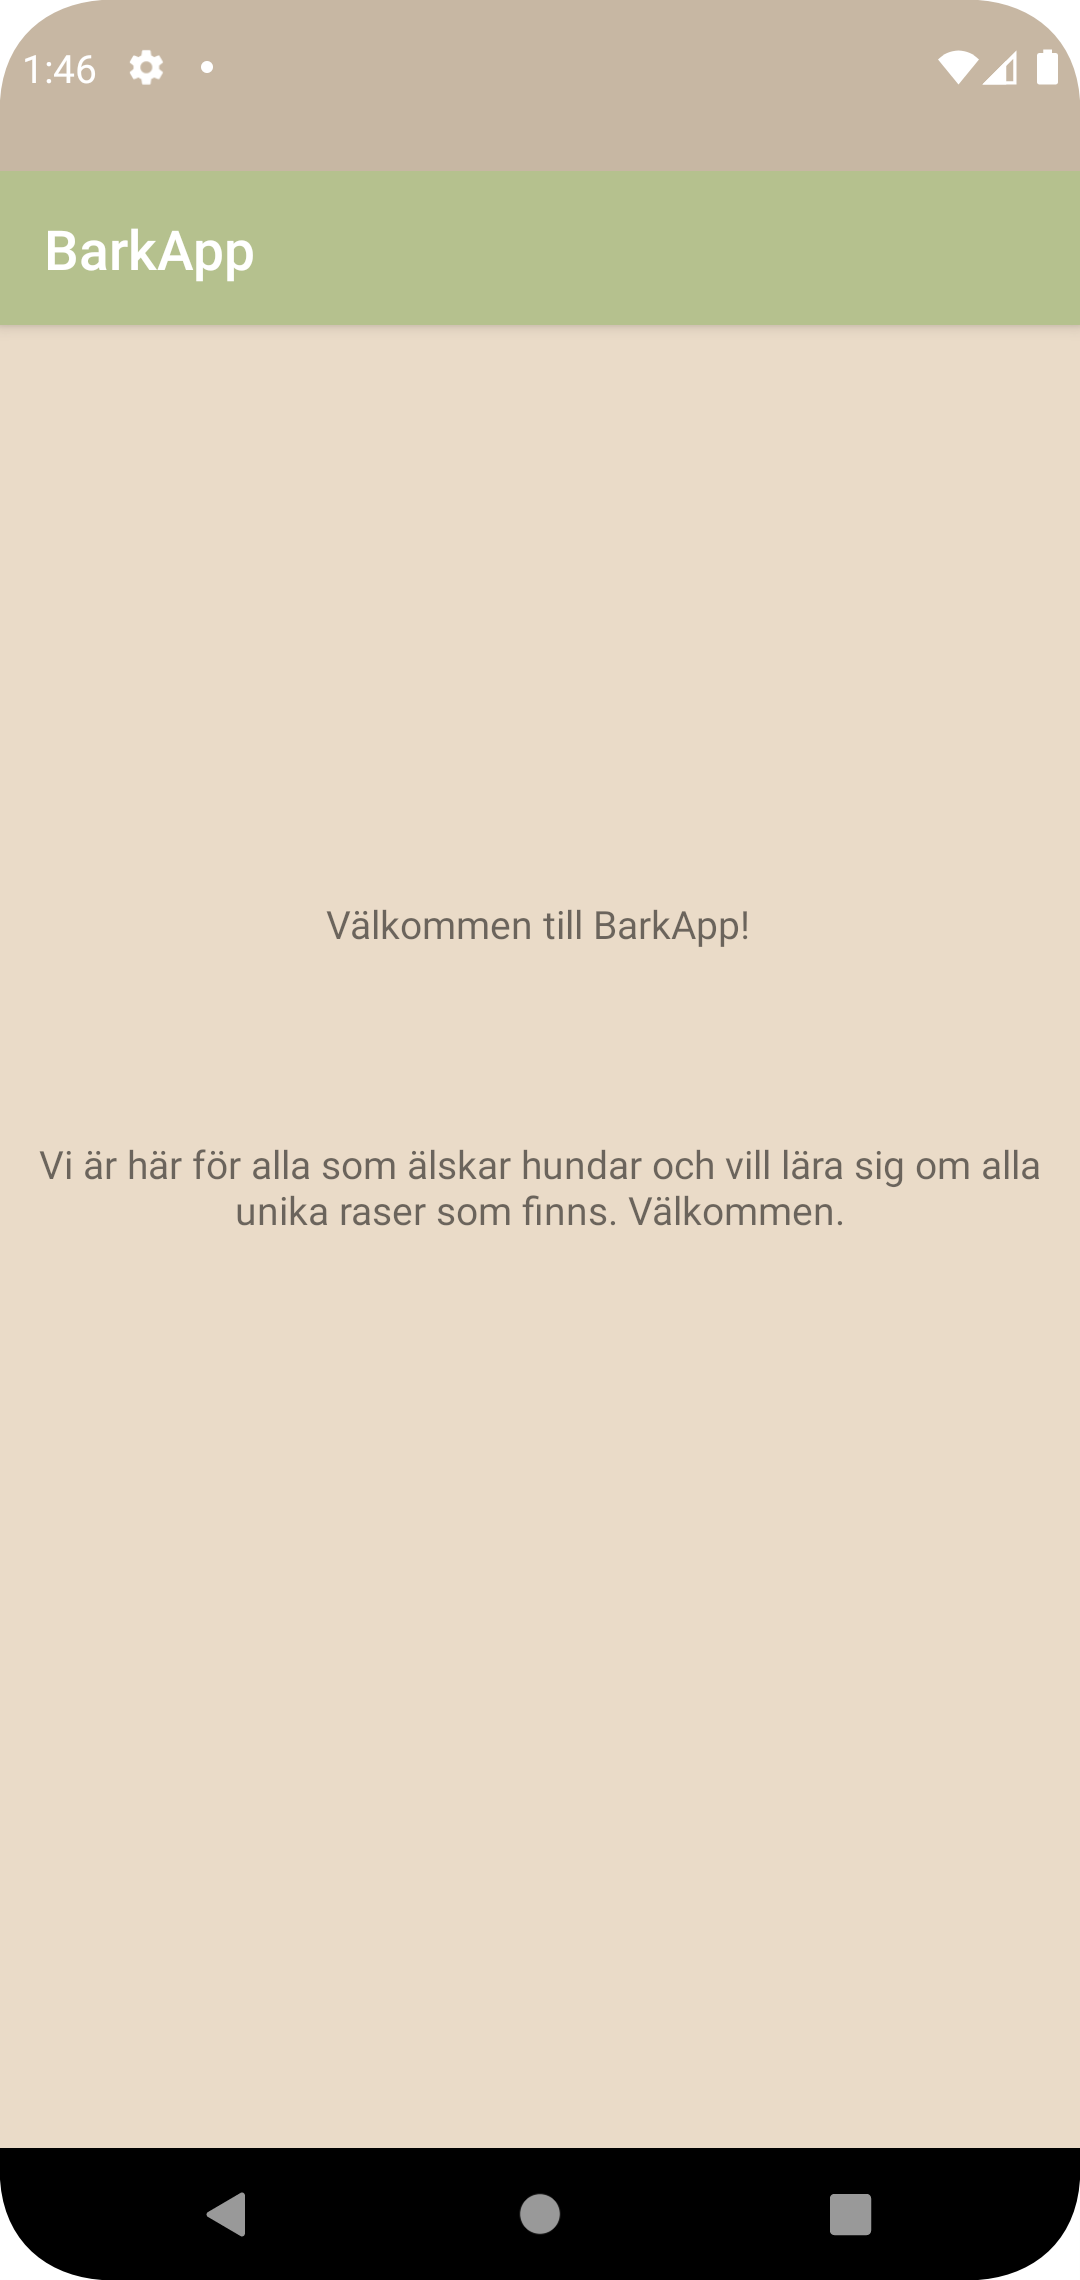 1:46
BarkApp
Välkommen till BarkApp!
Vi är här för alla som älskar hundar och vill lära sig om alla
unika raser som finns. Välkommen.